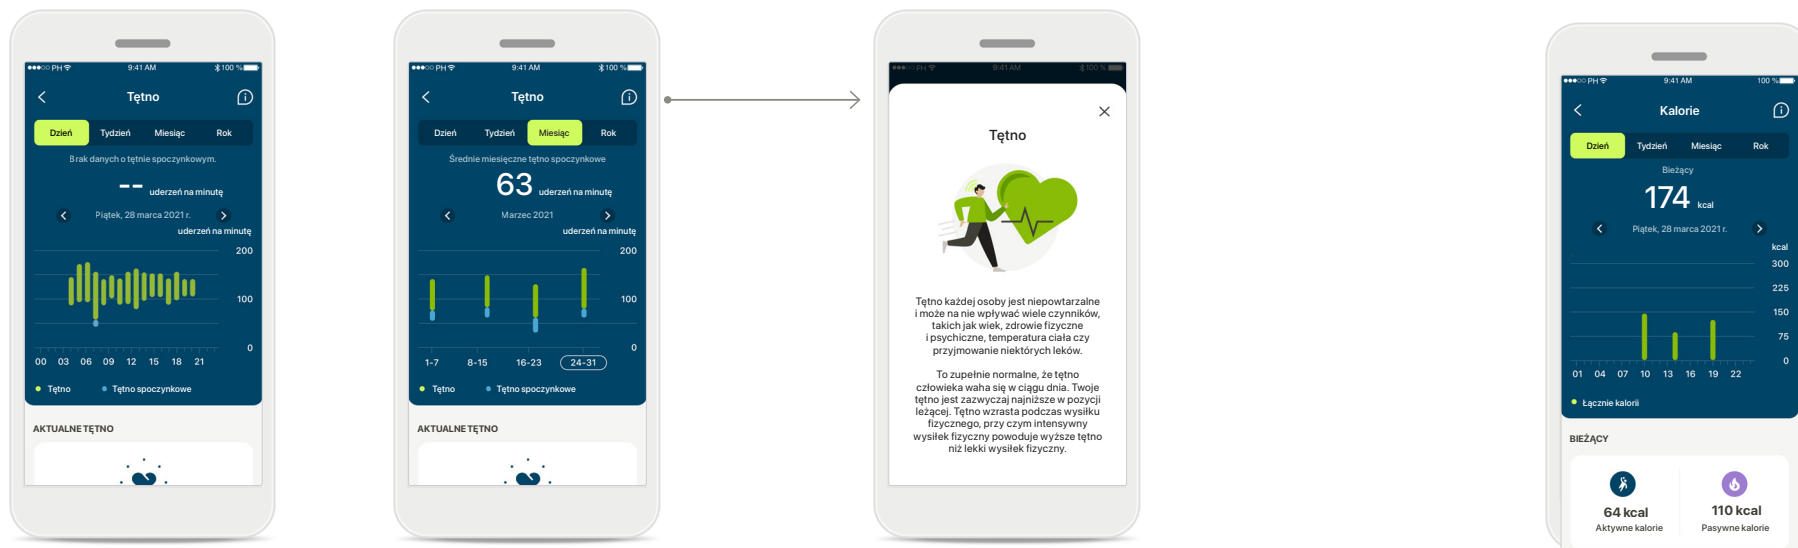 PH 9:41 AM 100 %
Tętno
Dzień Tydzień Miesiąc Rok
Brak danych o tętnie spoczynkowym.
-- uderzeń na minutę
Piątek, 28 marca 2021 r.
uderzeń na minutę
200
100
0
00 03 06 09 12 15 18 21
Tętno Tętno spoczynkowe
AKTUALNE TĘTNO
PH 9:41 AM 100 %
Tętno
Dzień Tydzień Miesiąc Rok
Średnie miesięczne tętno spoczynkowe
63 uderzeń na minutę
Marzec 2021
uderzeń na minutę
200
100
0
1-7 8-15 16-23 24-31
Tętno Tętno spoczynkowe
AKTUALNE TĘTNO
PH 9:41 AM 100 %
Tętno
Tętno każdej osoby jest niepowtarzalne
i może na nie wpływać wiele czynników,
takich jak wiek, zdrowie fizyczne
i psychiczne, temperatura ciała czy
przyjmowanie niektórych leków.
To zupełnie normalne, że tętno
człowieka waha się w ciągu dnia. Twoje
tętno jest zazwyczaj najniższe w pozycji
leżącej. Tętno wzrasta podczas wysiłku
fizycznego, przy czym intensywny
wysiłek fizyczny powoduje wyższe tętno
niż lekki wysiłek fizyczny.
PH 9:41 AM 100 %
Kalorie
Dzień Tydzień Miesiąc Rok
Bieżący
174 kcal
Piątek, 28 marca 2021 r.
kcal
300
225
150
75
0
01 04 07 10 13 16 19 22
Łącznie kalorii
BIEŻĄCY
64 kcal 110 kcal
Aktywne kalorie Pasywne kalorie